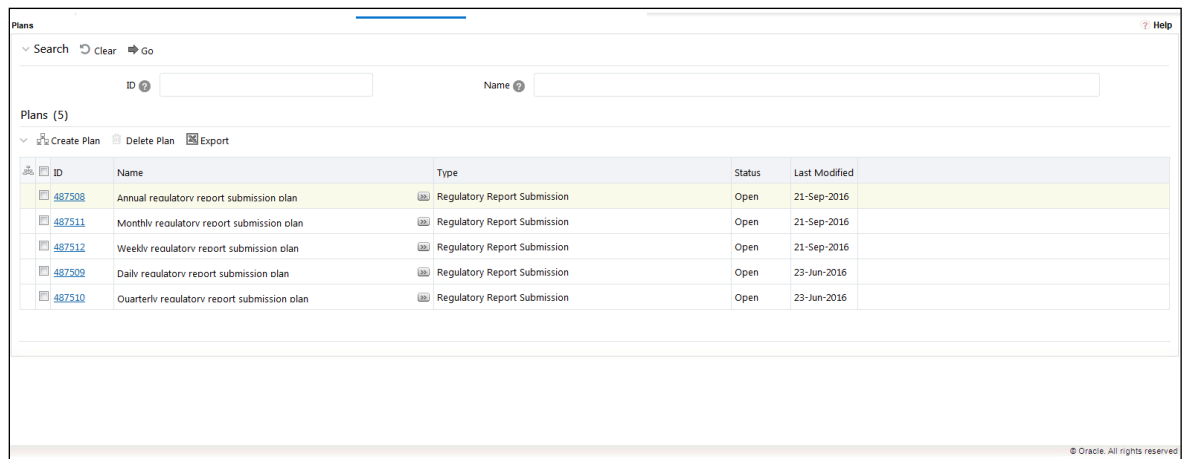 Plans
? Help
Search Clear Go
ID ? Name ?
Plans (5)
Create Plan Delete Plan Export
ID Name Type Status Last Modified
487508 Annual regulatory report submission plan >> Regulatory Report Submission Open 21-Sep-2016
487511 Monthly regulatory report submission plan >> Regulatory Report Submission Open 21-Sep-2016
487512 Weekly regulatory report submission plan >> Regulatory Report Submission Open 21-Sep-2016
487509 Daily regulatory report submission plan >> Regulatory Report Submission Open 23-Jun-2016
487510 Quarterly regulatory report submission plan >> Regulatory Report Submission Open 23-Jun-2016
© Oracle. All rights reserved